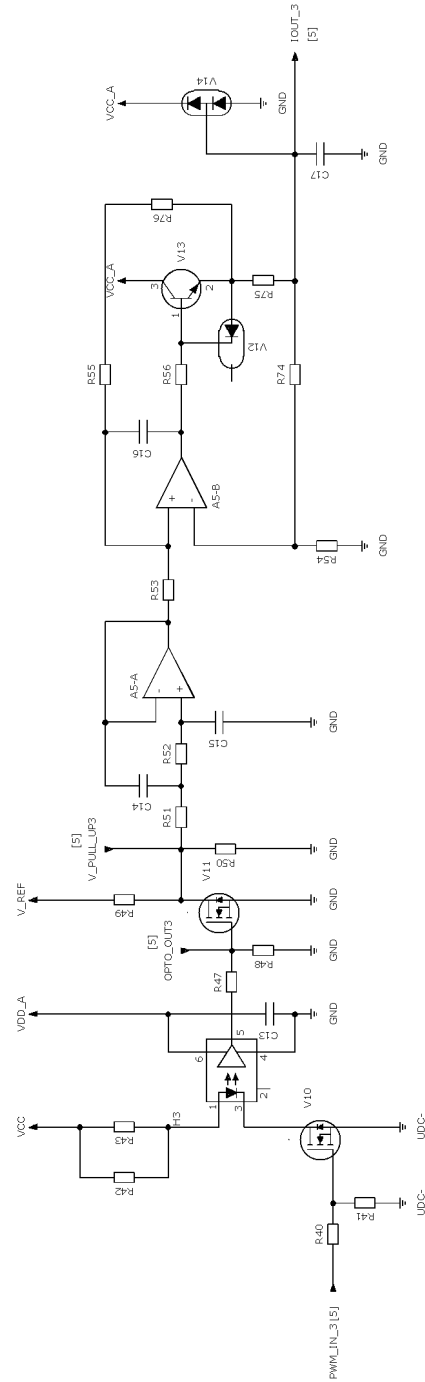 PWM_IN_3 [5]
R40
R41
UDC-
V10
UDC-
VCC
R42
R43
H3
1
3
2
6
5
4
VDD_A
C13
GND
R47
OPTO_OUT3
[5]
R48
GND
V_REF
R49
V11
GND
V_PULL_UP3
[5]
R50
GND
R51
C14
R52
C15
GND
A5-A
-
+
R53
A5-B
+
-
R54
GND
C16
R55
R56
VCC_A
V13
1
2
3
V12
R76
R75
R74
VCC_A
V14
GND
C17
GND
IOUT_3
[5]